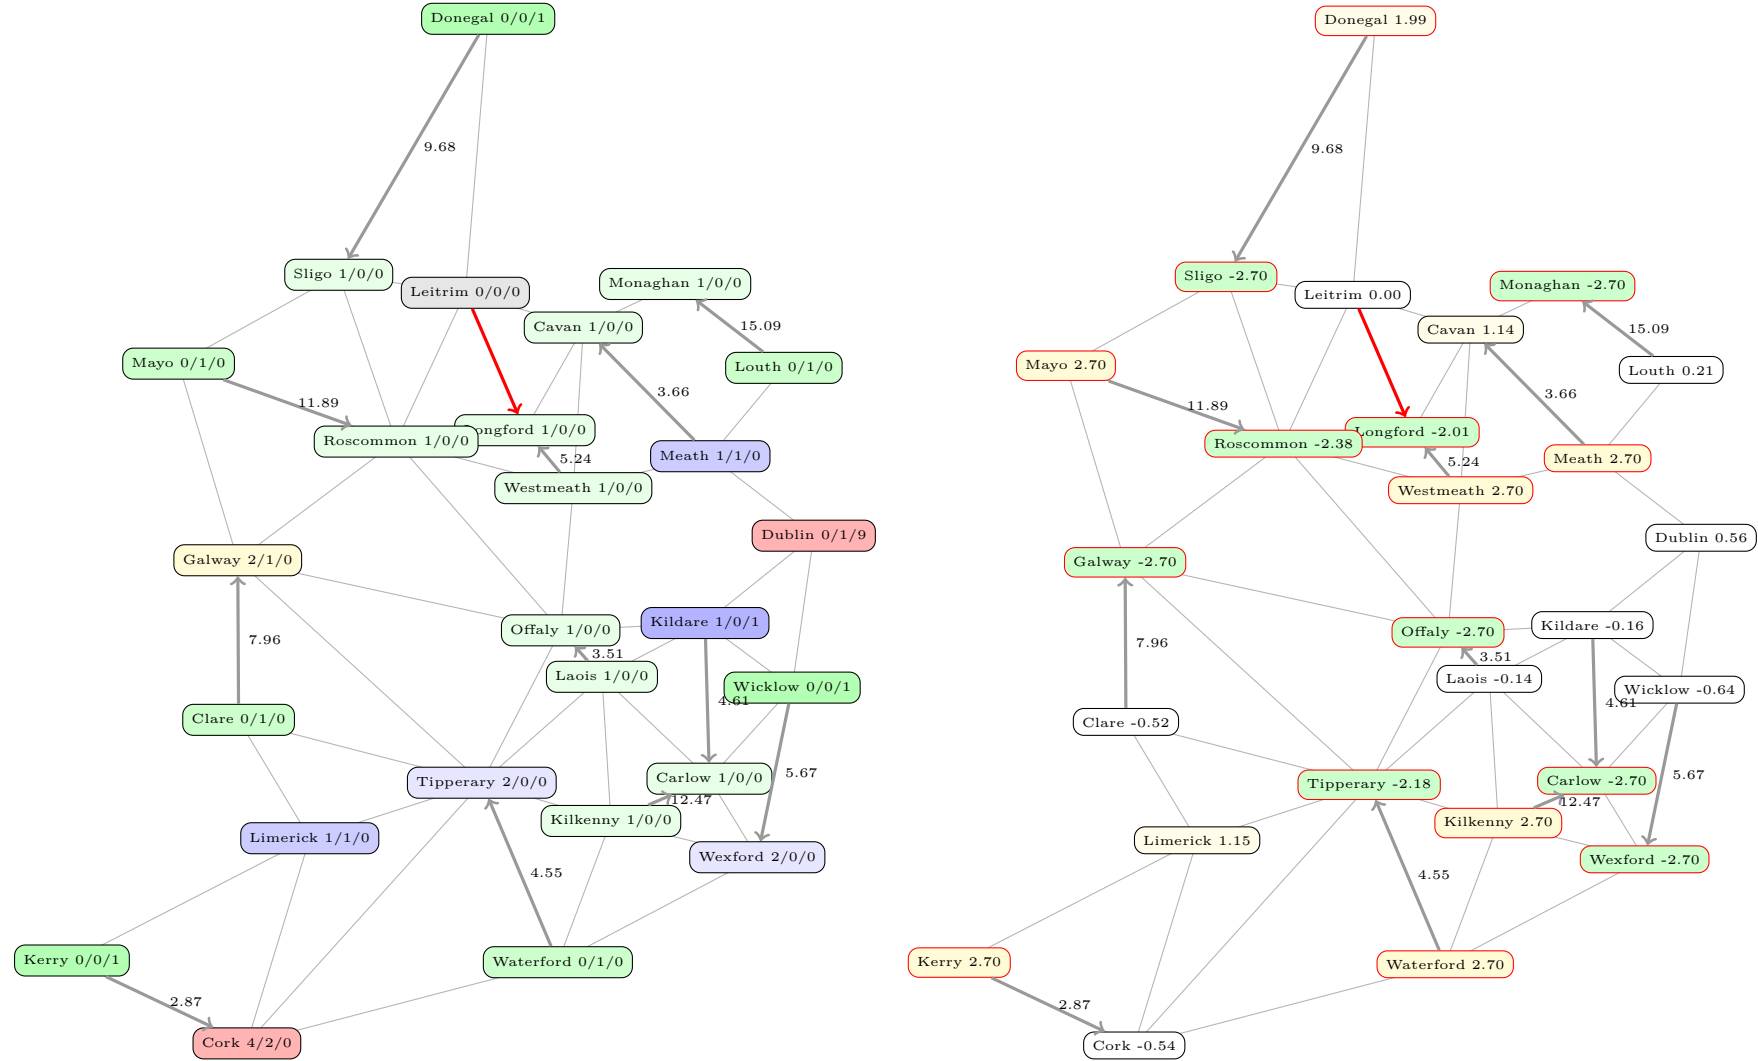 Donegal 0/0/1
9.68
Sligo 1/0/0
Leitrim 0/0/0
Monaghan 1/0/0
Cavan 1/0/0
15.09
Mayo 0/1/0
Louth 0/1/0
3.66
11.89
Longford 1/0/0
Roscommon 1/0/0
Meath 1/1/0
5.24
Westmeath 1/0/0
Dublin 0/1/9
Galway 2/1/0
Kildare 1/0/1
Offaly 1/0/0
7.96
3.51
Laois 1/0/0
Wicklow 0/0/1
4.61
Clare 0/1/0
5.67
Carlow 1/0/0
Tipperary 2/0/0
12.47
Kilkenny 1/0/0
Limerick 1/1/0
Wexford 2/0/0
4.55
Kerry 0/0/1
Waterford 0/1/0
2.87
Cork 4/2/0
Donegal 1.99
9.68
Sligo -2.70
Leitrim 0.00
Monaghan -2.70
Cavan 1.14
15.09
Mayo 2.70
Louth 0.21
3.66
11.89
Longford -2.01
Roscommon -2.38
Meath 2.70
5.24
Westmeath 2.70
Dublin 0.56
Galway -2.70
Kildare -0.16
Offaly -2.70
7.96
3.51
Laois -0.14
Wicklow -0.64
4.61
Clare -0.52
5.67
Carlow -2.70
Tipperary -2.18
12.47
Kilkenny 2.70
Limerick 1.15
Wexford -2.70
4.55
Kerry 2.70
Waterford 2.70
2.87
Cork -0.54